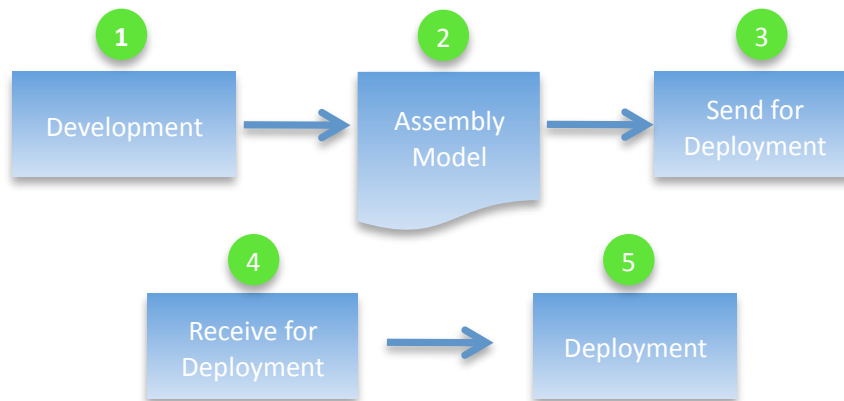 1
2
3
Development
Assembly
Model
Send for
Deployment
4
5
Receive for
Deployment
Deployment